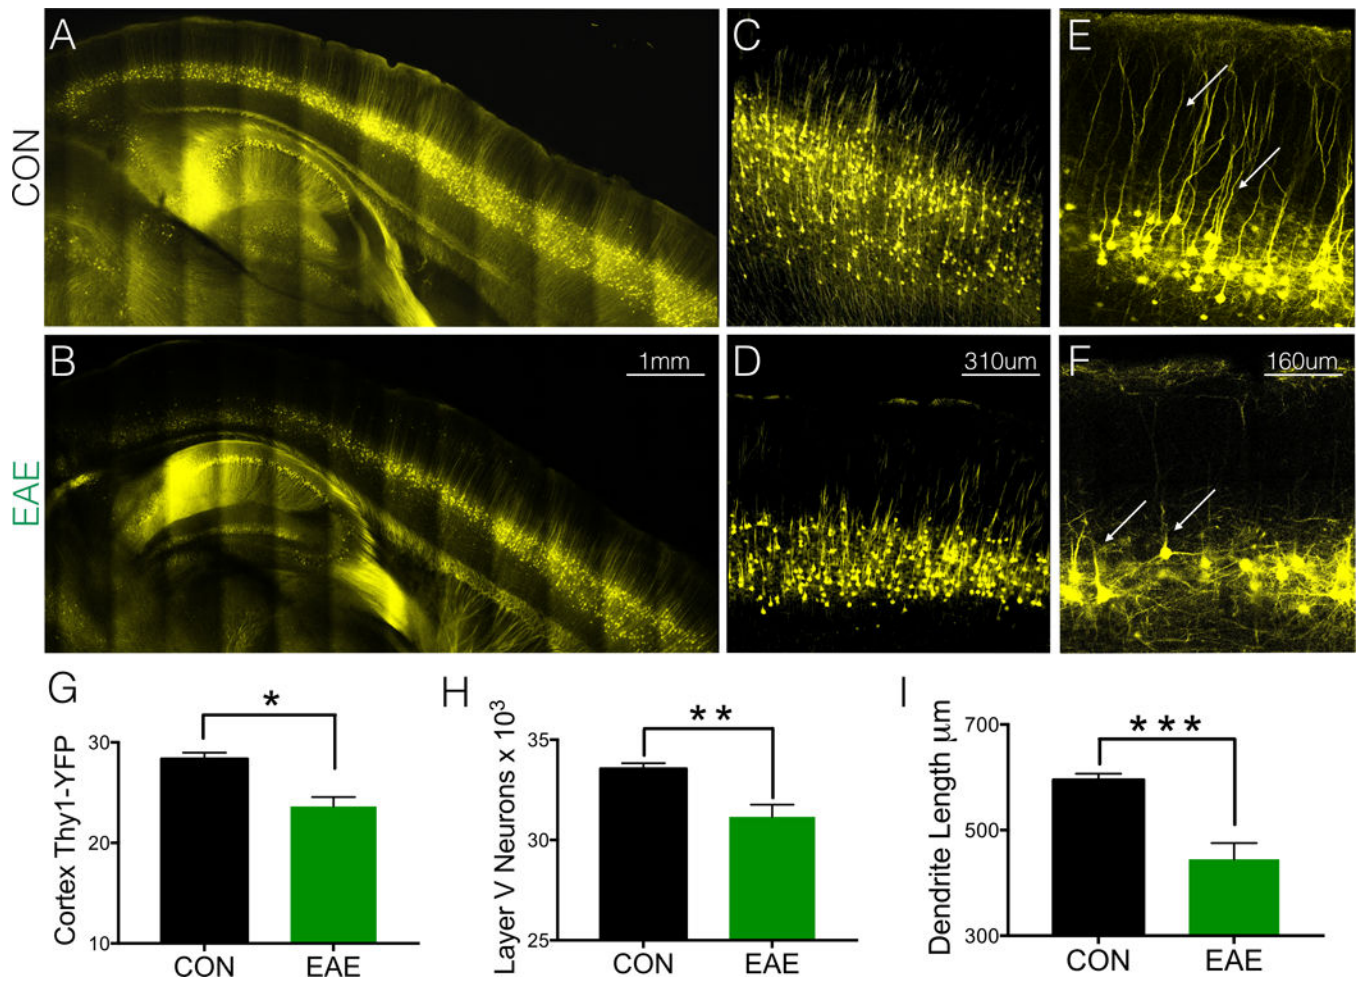 A
C
E
CON
B
1mm
D
310um
F
160um
EAE
G
*
Cortex Thy1-YFP
30
20
10
CON
EAE
H
**
Layer V Neurons x 10³
35
30
25
CON
EAE
I
***
Dendrite Length μm
700
500
300
CON
EAE